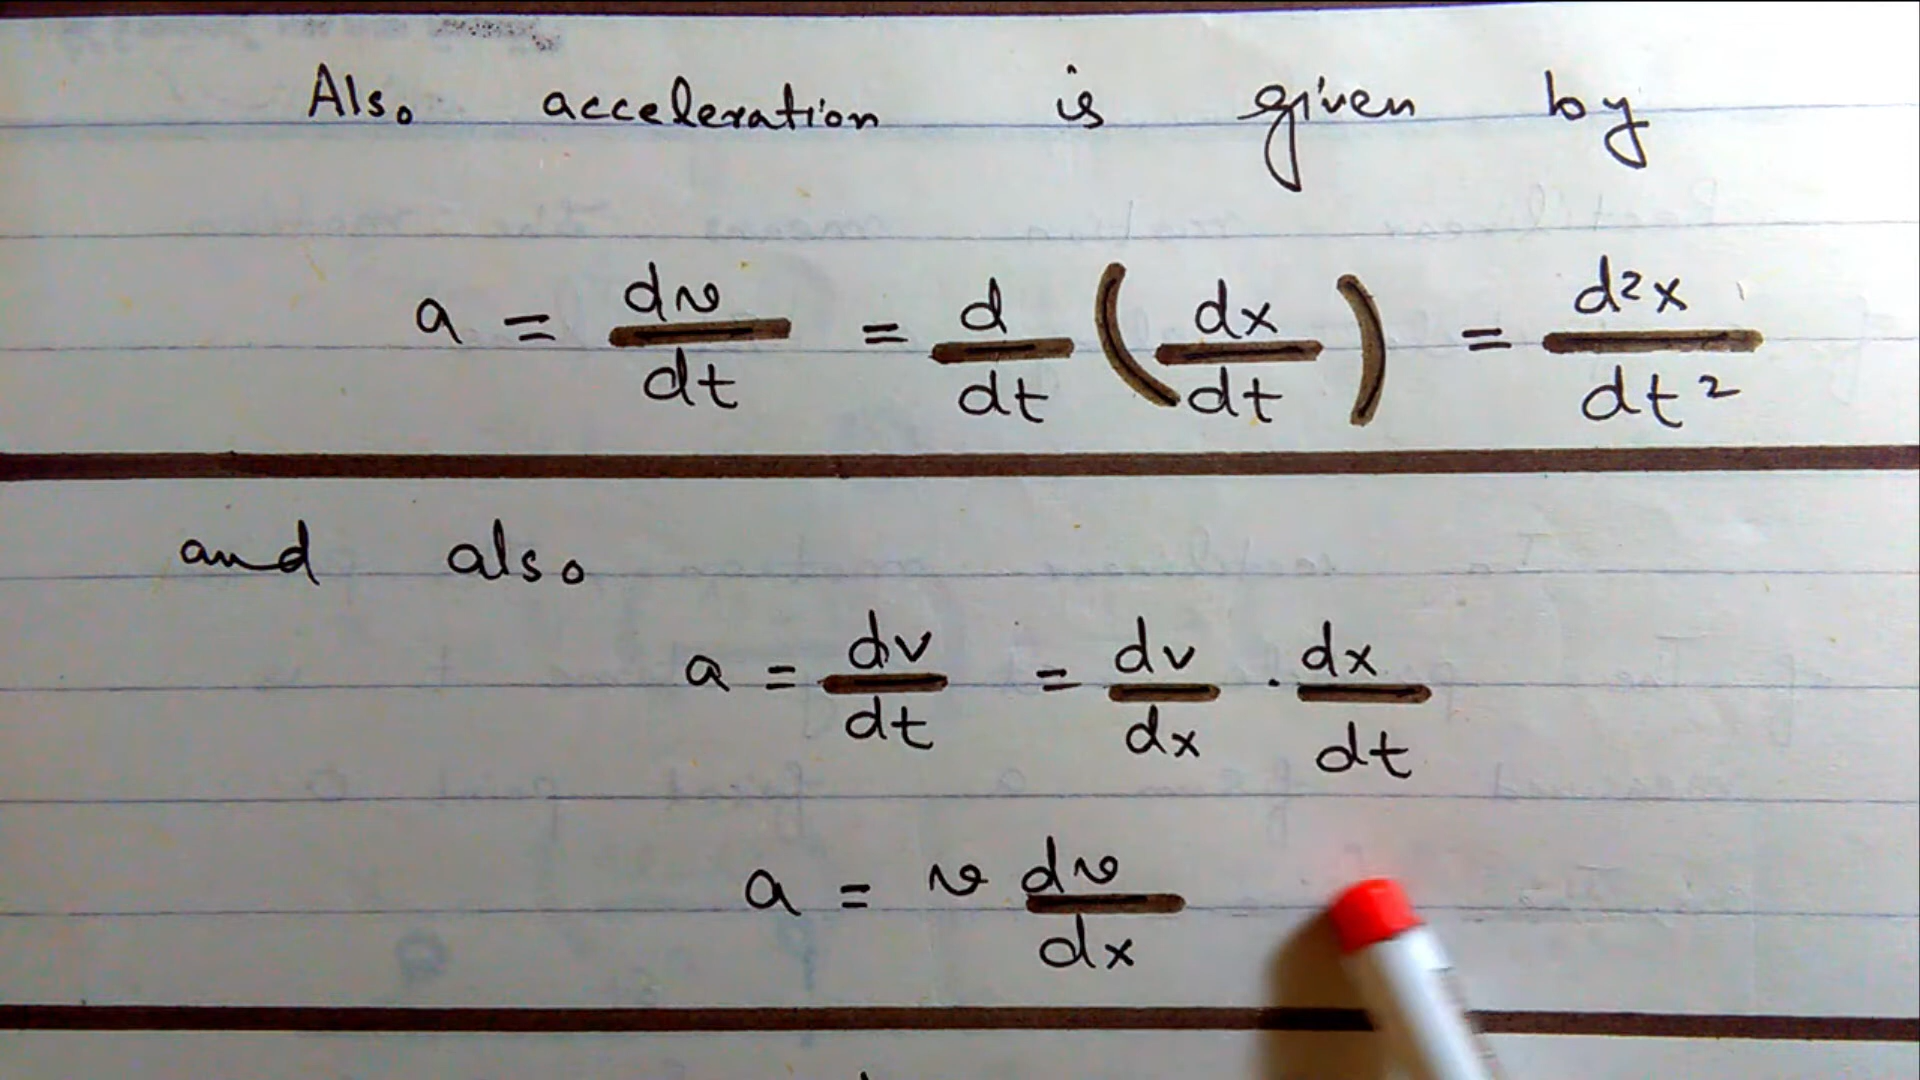 Also acceleration is given by
a = dv/dt = d/dt (dx/dt) = d²x/dt²
and also
a = dv/dt = dv/dx · dx/dt
a = v dv/dx